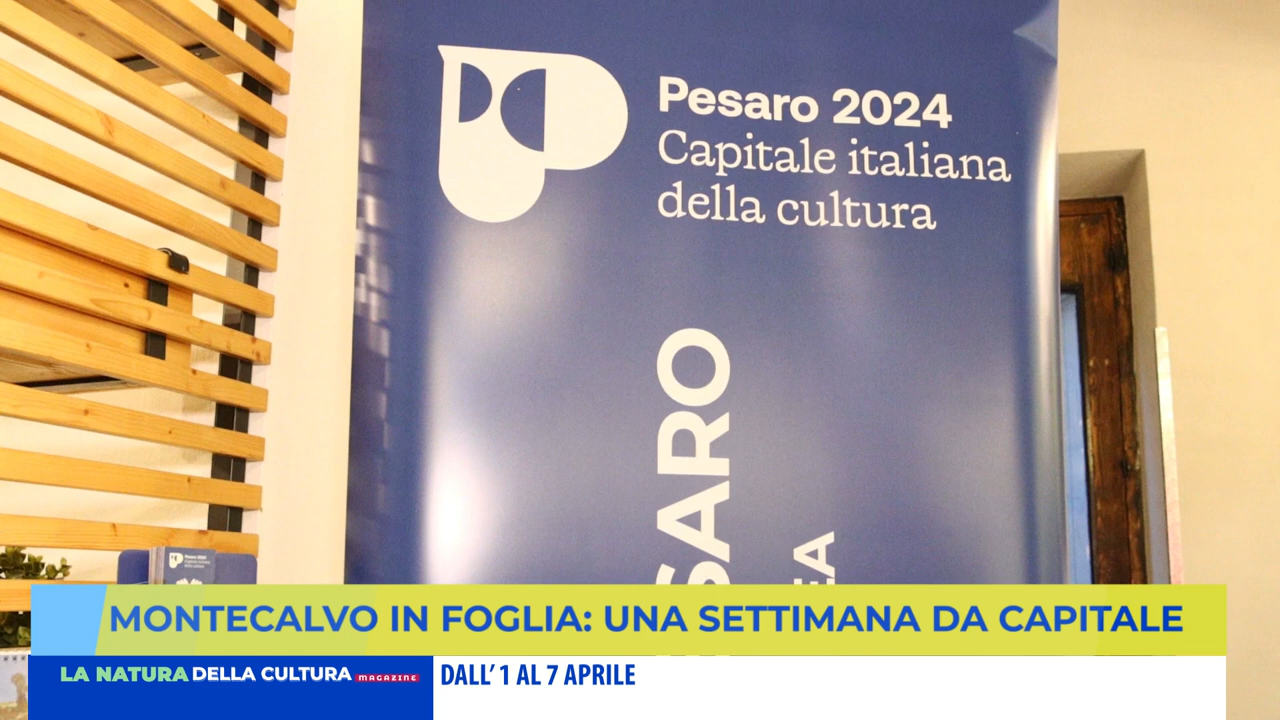 Pesaro 2024
Capitale italiana
della cultura
SARO
MONTECALVO IN FOGLIA: UNA SETTIMANA DA CAPITALE
LA NATURA DELLA CULTURA MAGAZINE
DALL' 1 AL 7 APRILE